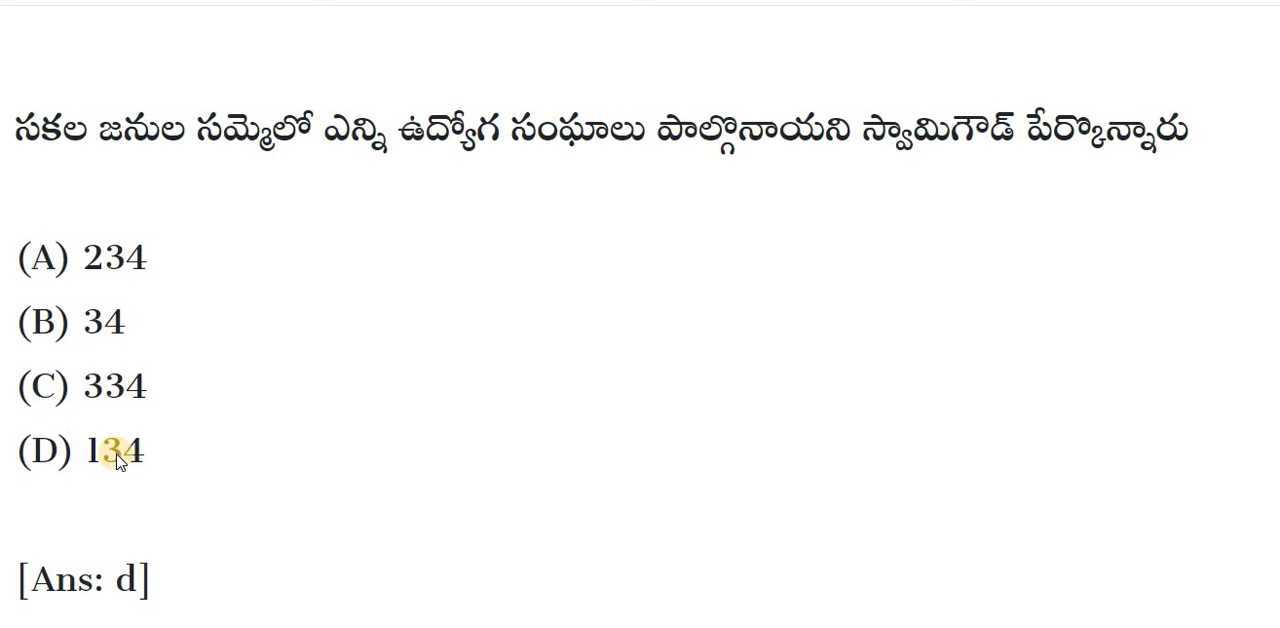 సకల జనుల సమ్మెలో ఎన్ని ఉద్యోగ సంఘాలు పాల్గొనాయని స్వామిగౌడ్ పేర్కొన్నారు
(A) 234
(B) 34
(C) 334
(D) 134
[Ans: d]